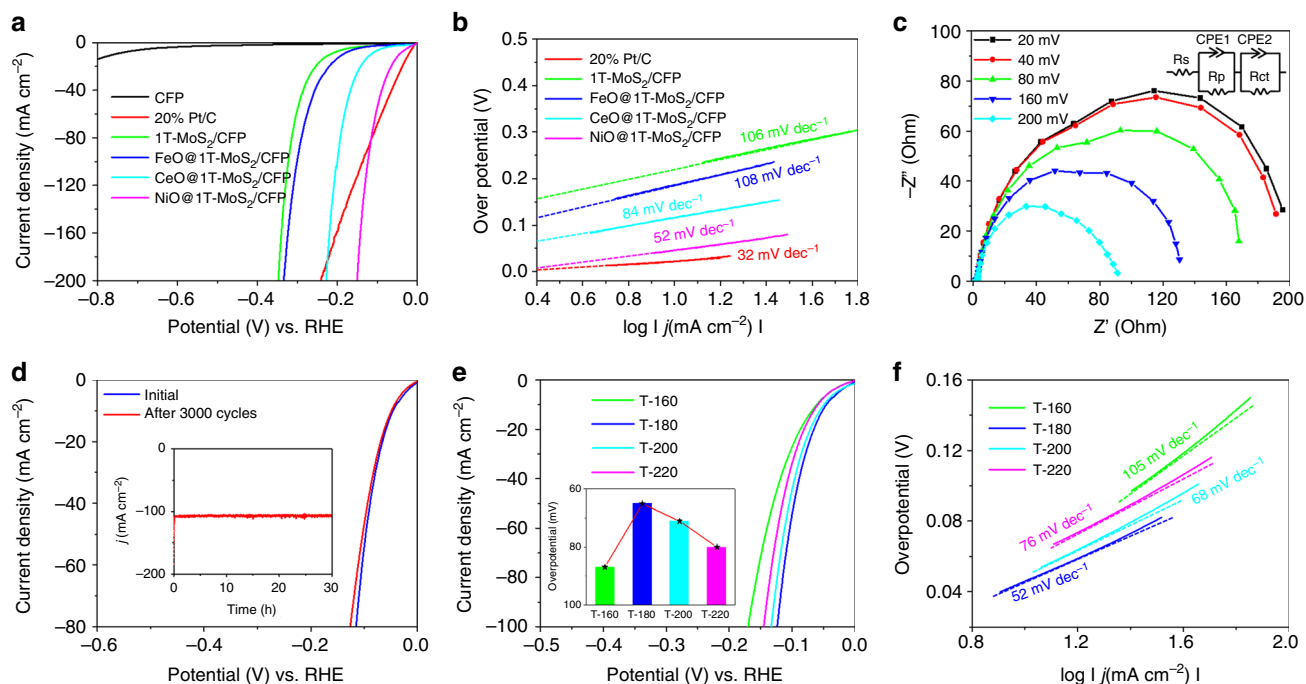 a
0
−40
−80
−120
−160
−200
Current density (mA cm⁻²)
CFP
20% Pt/C
1T-MoS₂/CFP
FeO@1T-MoS₂/CFP
CeO@1T-MoS₂/CFP
NiO@1T-MoS₂/CFP
−0.8 −0.6 −0.4 −0.2 0.0
Potential (V) vs. RHE
b
0.5
0.4
0.3
0.2
0.1
0.0
Over potential (V)
20% Pt/C
1T-MoS₂/CFP
FeO@1T-MoS₂/CFP
CeO@1T-MoS₂/CFP
NiO@1T-MoS₂/CFP
106 mV dec⁻¹
108 mV dec⁻¹
84 mV dec⁻¹
52 mV dec⁻¹
32 mV dec⁻¹
0.4 0.6 0.8 1.0 1.2 1.4 1.6 1.8
log I j(mA cm⁻²) I
c
100
80
60
40
20
0
−Z″ (Ohm)
20 mV
40 mV
80 mV
160 mV
200 mV
CPE1 CPE2
Rs
Rp Rct
0 40 80 120 160 200
Z' (Ohm)
d
0
−20
−40
−60
−80
Current density (mA cm⁻²)
Initial
After 3000 cycles
0
−100
−200
j (mA cm⁻²)
0 10 20 30
Time (h)
−0.6 −0.4 −0.2 0.0
Potential (V) vs. RHE
e
0
−20
−40
−60
−80
−100
Current density (mA cm⁻²)
T-160
T-180
T-200
T-220
60
80
100
Overpotential (mV)
T-160 T-180 T-200 T-220
−0.5 −0.4 −0.3 −0.2 −0.1 0.0
Potential (V) vs. RHE
f
0.16
0.12
0.08
0.04
Overpotential (V)
T-160
T-180
T-200
T-220
105 mV dec⁻¹
68 mV dec⁻¹
76 mV dec⁻¹
52 mV dec⁻¹
0.8 1.2 1.6 2.0
log I j(mA cm⁻²) I